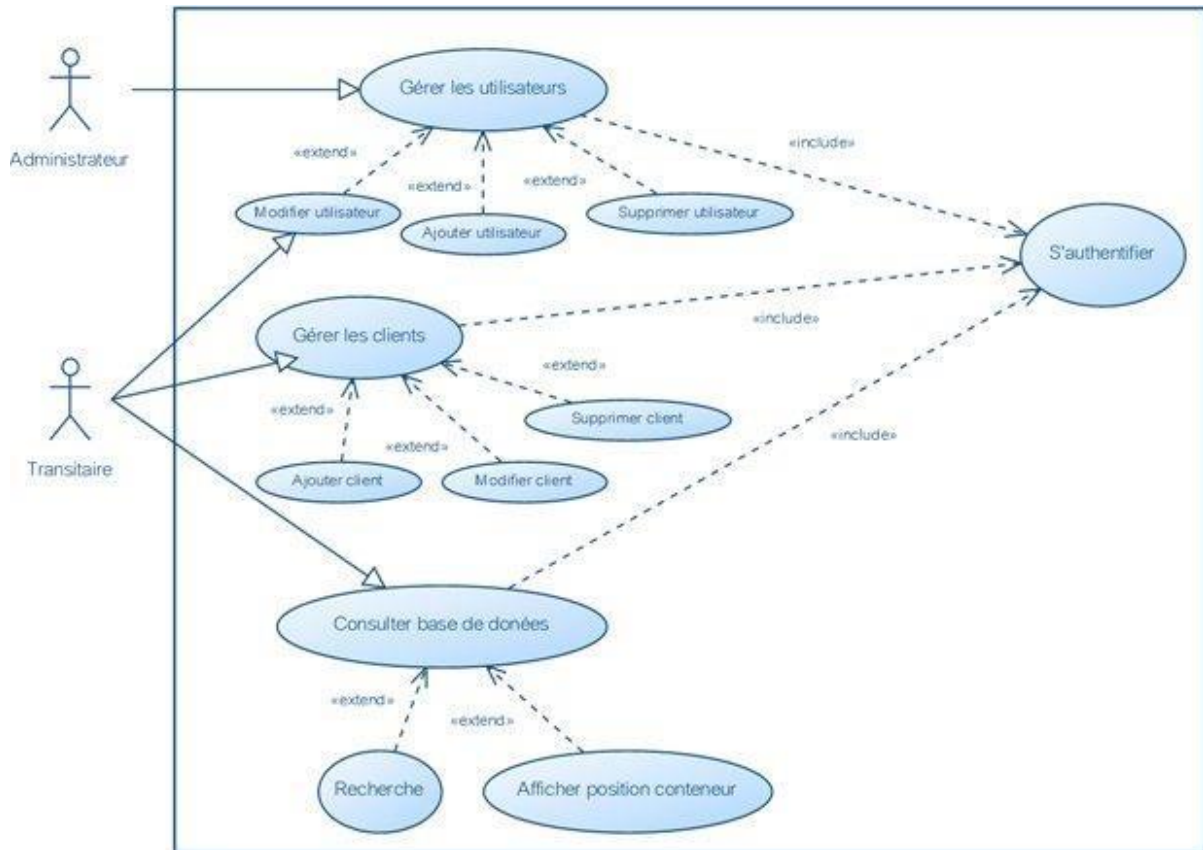 Gérer les utilisateurs
Administrateur
«include»
«extend»
«extend»
«extend»
Modifier utilisateur
Supprimer utilisateur
Ajouter utilisateur
S'authentifier
«include»
Gérer les clients
«extend»
«extend»
Supprimer client
«include»
«extend»
Transitaire
Ajouter client
Modifier client
Consulter base de donées
«extend»
«extend»
Recherche
Afficher position conteneur